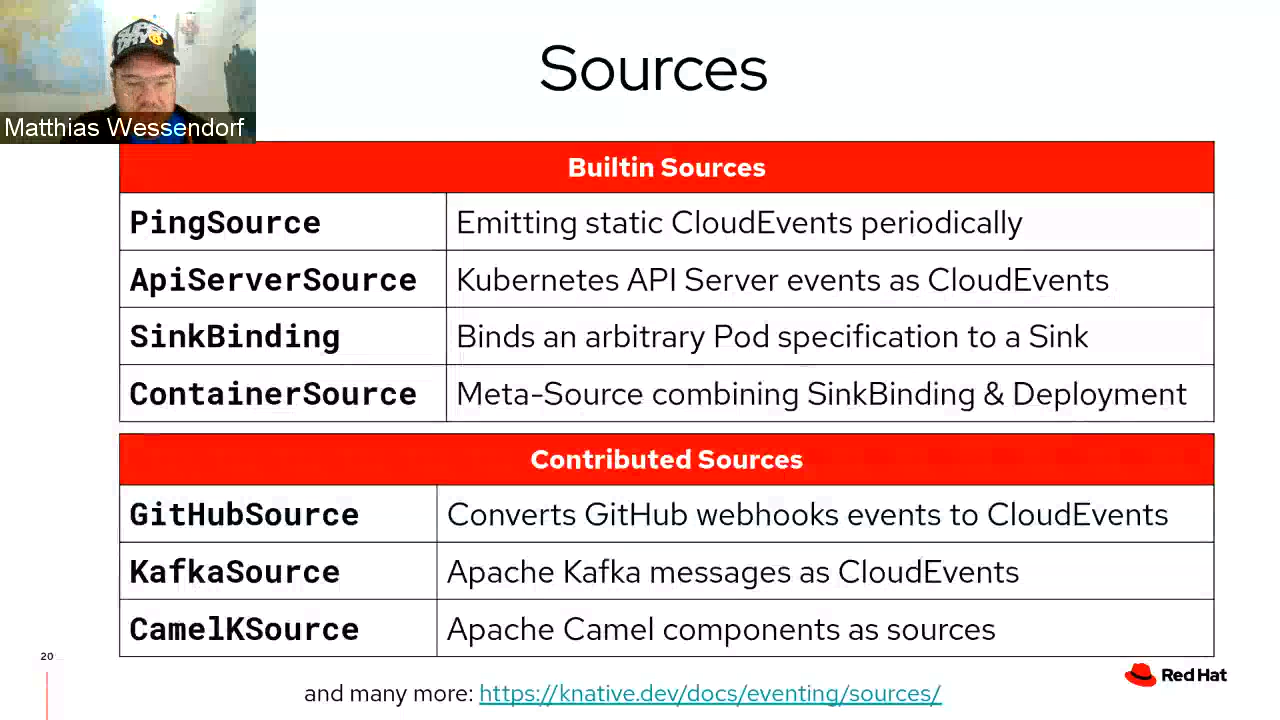 SUPER
DRY
Matthias Wessendorf
Sources
Builtin Sources
PingSource Emitting static CloudEvents periodically
ApiServerSource Kubernetes API Server events as CloudEvents
SinkBinding Binds an arbitrary Pod specification to a Sink
ContainerSource Meta-Source combining SinkBinding & Deployment
Contributed Sources
GitHubSource Converts GitHub webhooks events to CloudEvents
KafkaSource Apache Kafka messages as CloudEvents
CamelKSource Apache Camel components as sources
20
Red Hat
and many more: https://knative.dev/docs/eventing/sources/